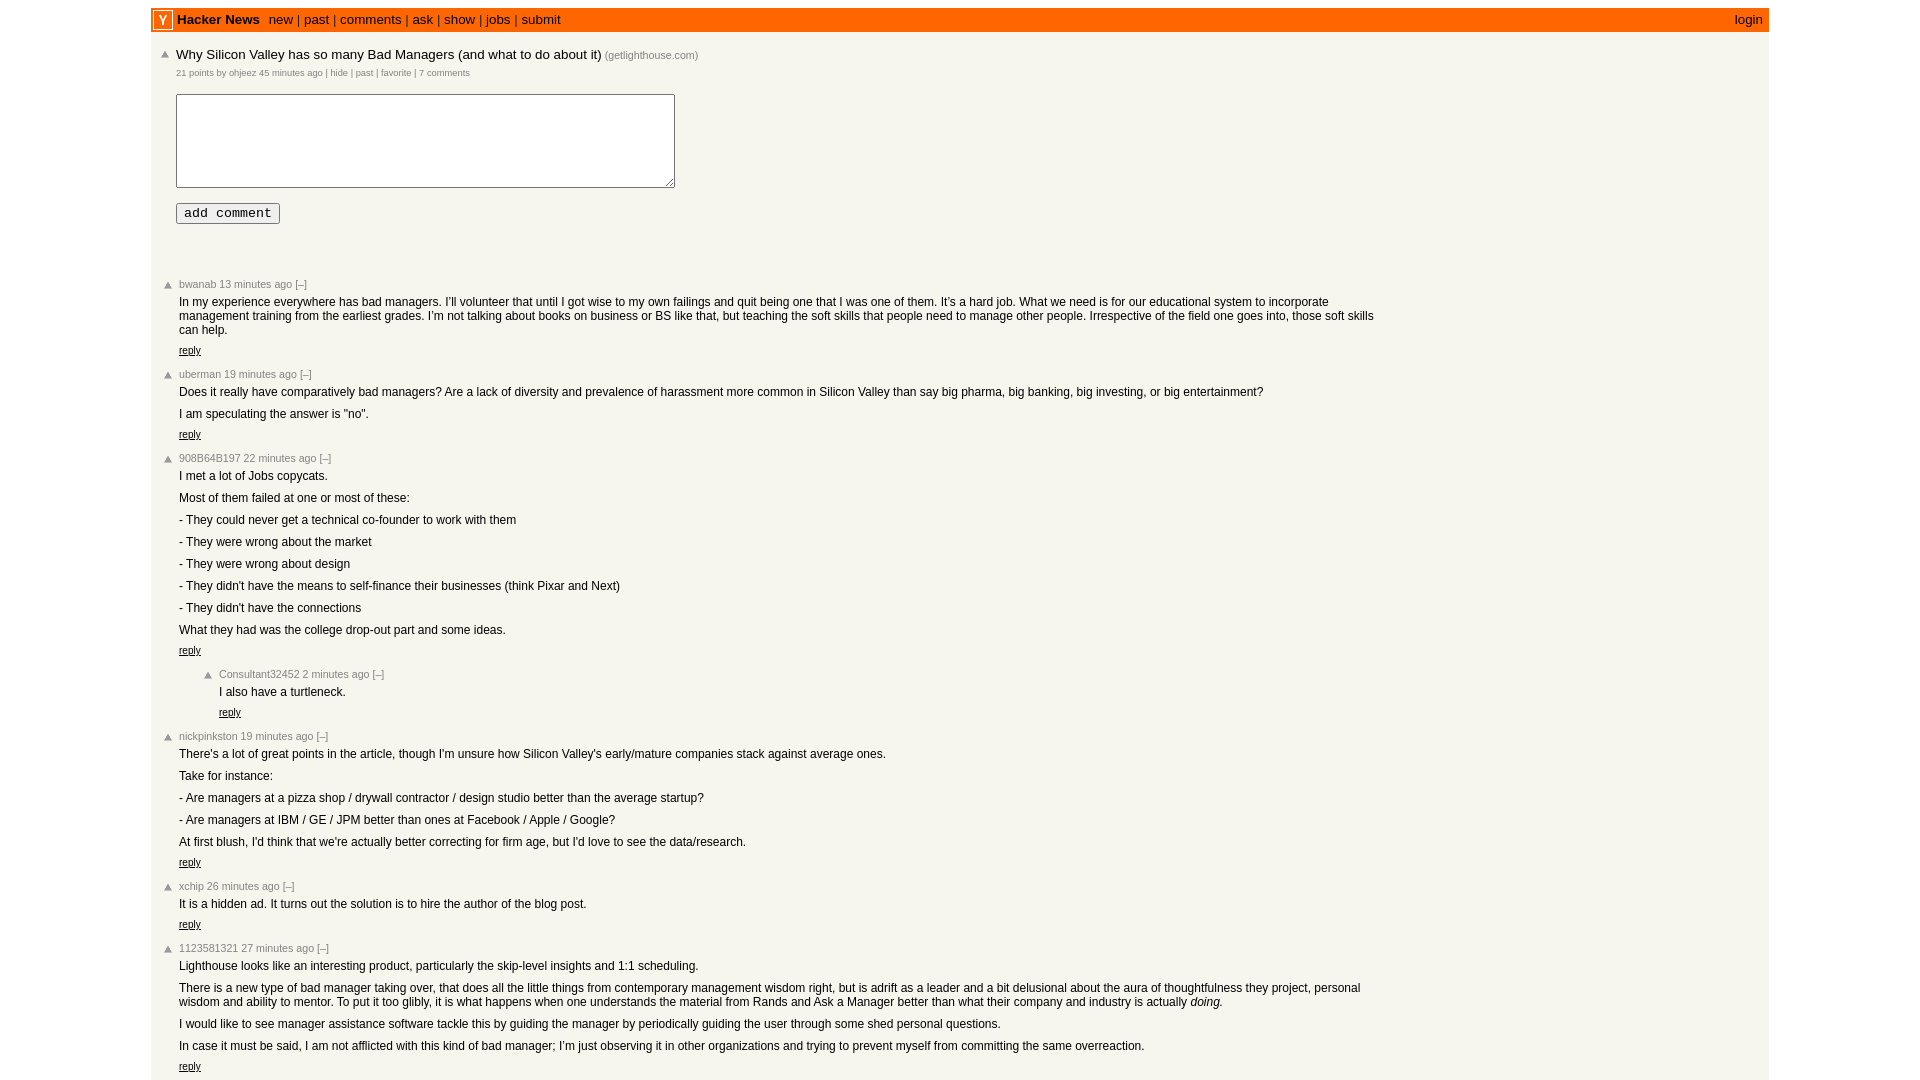 Y Hacker News new | past | comments | ask | show | jobs | submit login
Why Silicon Valley has so many Bad Managers (and what to do about it) (getlighthouse.com)
21 points by ohjeez 45 minutes ago | hide | past | favorite | 7 comments
add comment
bwanab 13 minutes ago [–]
In my experience everywhere has bad managers. I’ll volunteer that until I got wise to my own failings and quit being one that I was one of them. It’s a hard job. What we need is for our educational system to incorporate
management training from the earliest grades. I’m not talking about books on business or BS like that, but teaching the soft skills that people need to manage other people. Irrespective of the field one goes into, those soft skills
can help.
reply
uberman 19 minutes ago [–]
Does it really have comparatively bad managers? Are a lack of diversity and prevalence of harassment more common in Silicon Valley than say big pharma, big banking, big investing, or big entertainment?
I am speculating the answer is "no".
reply
908B64B197 22 minutes ago [–]
I met a lot of Jobs copycats.
Most of them failed at one or most of these:
- They could never get a technical co-founder to work with them
- They were wrong about the market
- They were wrong about design
- They didn't have the means to self-finance their businesses (think Pixar and Next)
- They didn't have the connections
What they had was the college drop-out part and some ideas.
reply
Consultant32452 2 minutes ago [–]
I also have a turtleneck.
reply
nickpinkston 19 minutes ago [–]
There's a lot of great points in the article, though I'm unsure how Silicon Valley's early/mature companies stack against average ones.
Take for instance:
- Are managers at a pizza shop / drywall contractor / design studio better than the average startup?
- Are managers at IBM / GE / JPM better than ones at Facebook / Apple / Google?
At first blush, I'd think that we're actually better correcting for firm age, but I'd love to see the data/research.
reply
xchip 26 minutes ago [–]
It is a hidden ad. It turns out the solution is to hire the author of the blog post.
reply
1123581321 27 minutes ago [–]
Lighthouse looks like an interesting product, particularly the skip-level insights and 1:1 scheduling.
There is a new type of bad manager taking over, that does all the little things from contemporary management wisdom right, but is adrift as a leader and a bit delusional about the aura of thoughtfulness they project, personal
wisdom and ability to mentor. To put it too glibly, it is what happens when one understands the material from Rands and Ask a Manager better than what their company and industry is actually doing.
I would like to see manager assistance software tackle this by guiding the manager by periodically guiding the user through some shed personal questions.
In case it must be said, I am not afflicted with this kind of bad manager; I’m just observing it in other organizations and trying to prevent myself from committing the same overreaction.
reply